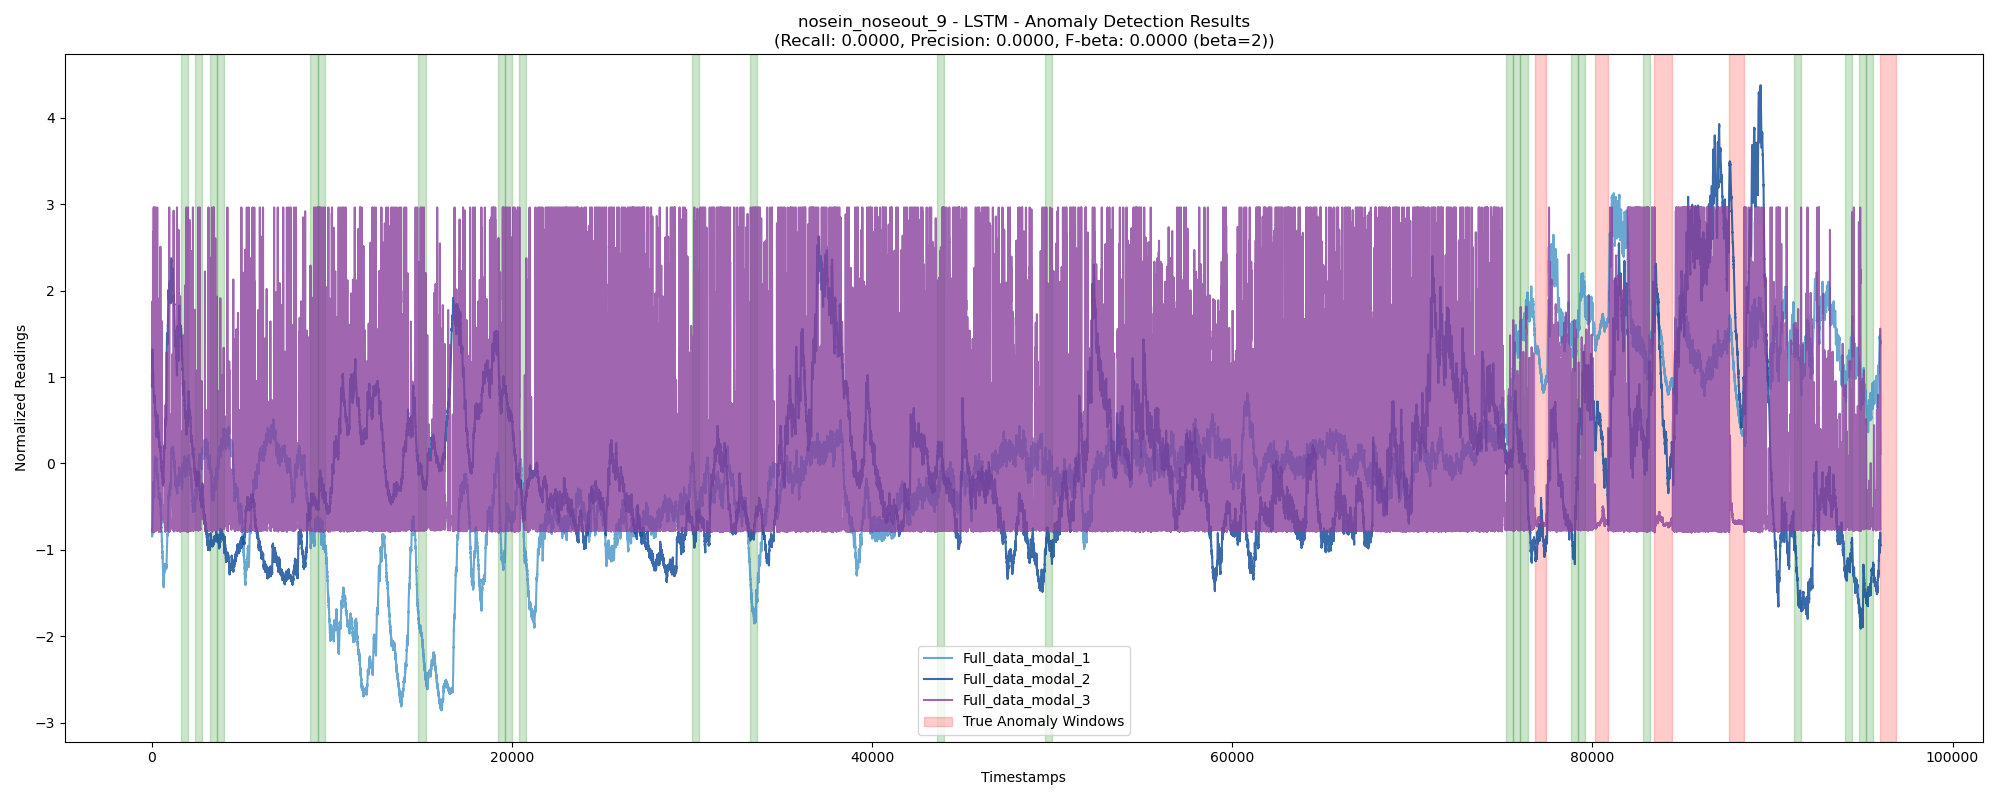 nosein_noseout_9 - LSTM - Anomaly Detection Results
(Recall: 0.0000, Precision: 0.0000, F-beta: 0.0000 (beta=2))
Normalized Readings
4
3
2
1
0
−1
−2
−3
Full_data_modal_1
Full_data_modal_2
Full_data_modal_3
True Anomaly Windows
0
20000
40000
60000
80000
100000
Timestamps